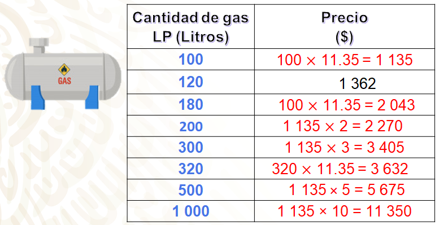 GAS
Cantidad de gas LP (Litros) Precio ($)
100 100 × 11.35 = 1 135
120 1 362
180 100 × 11.35 = 2 043
200 1 135 × 2 = 2 270
300 1 135 × 3 = 3 405
320 320 × 11.35 = 3 632
500 1 135 × 5 = 5 675
1 000 1 135 × 10 = 11 350